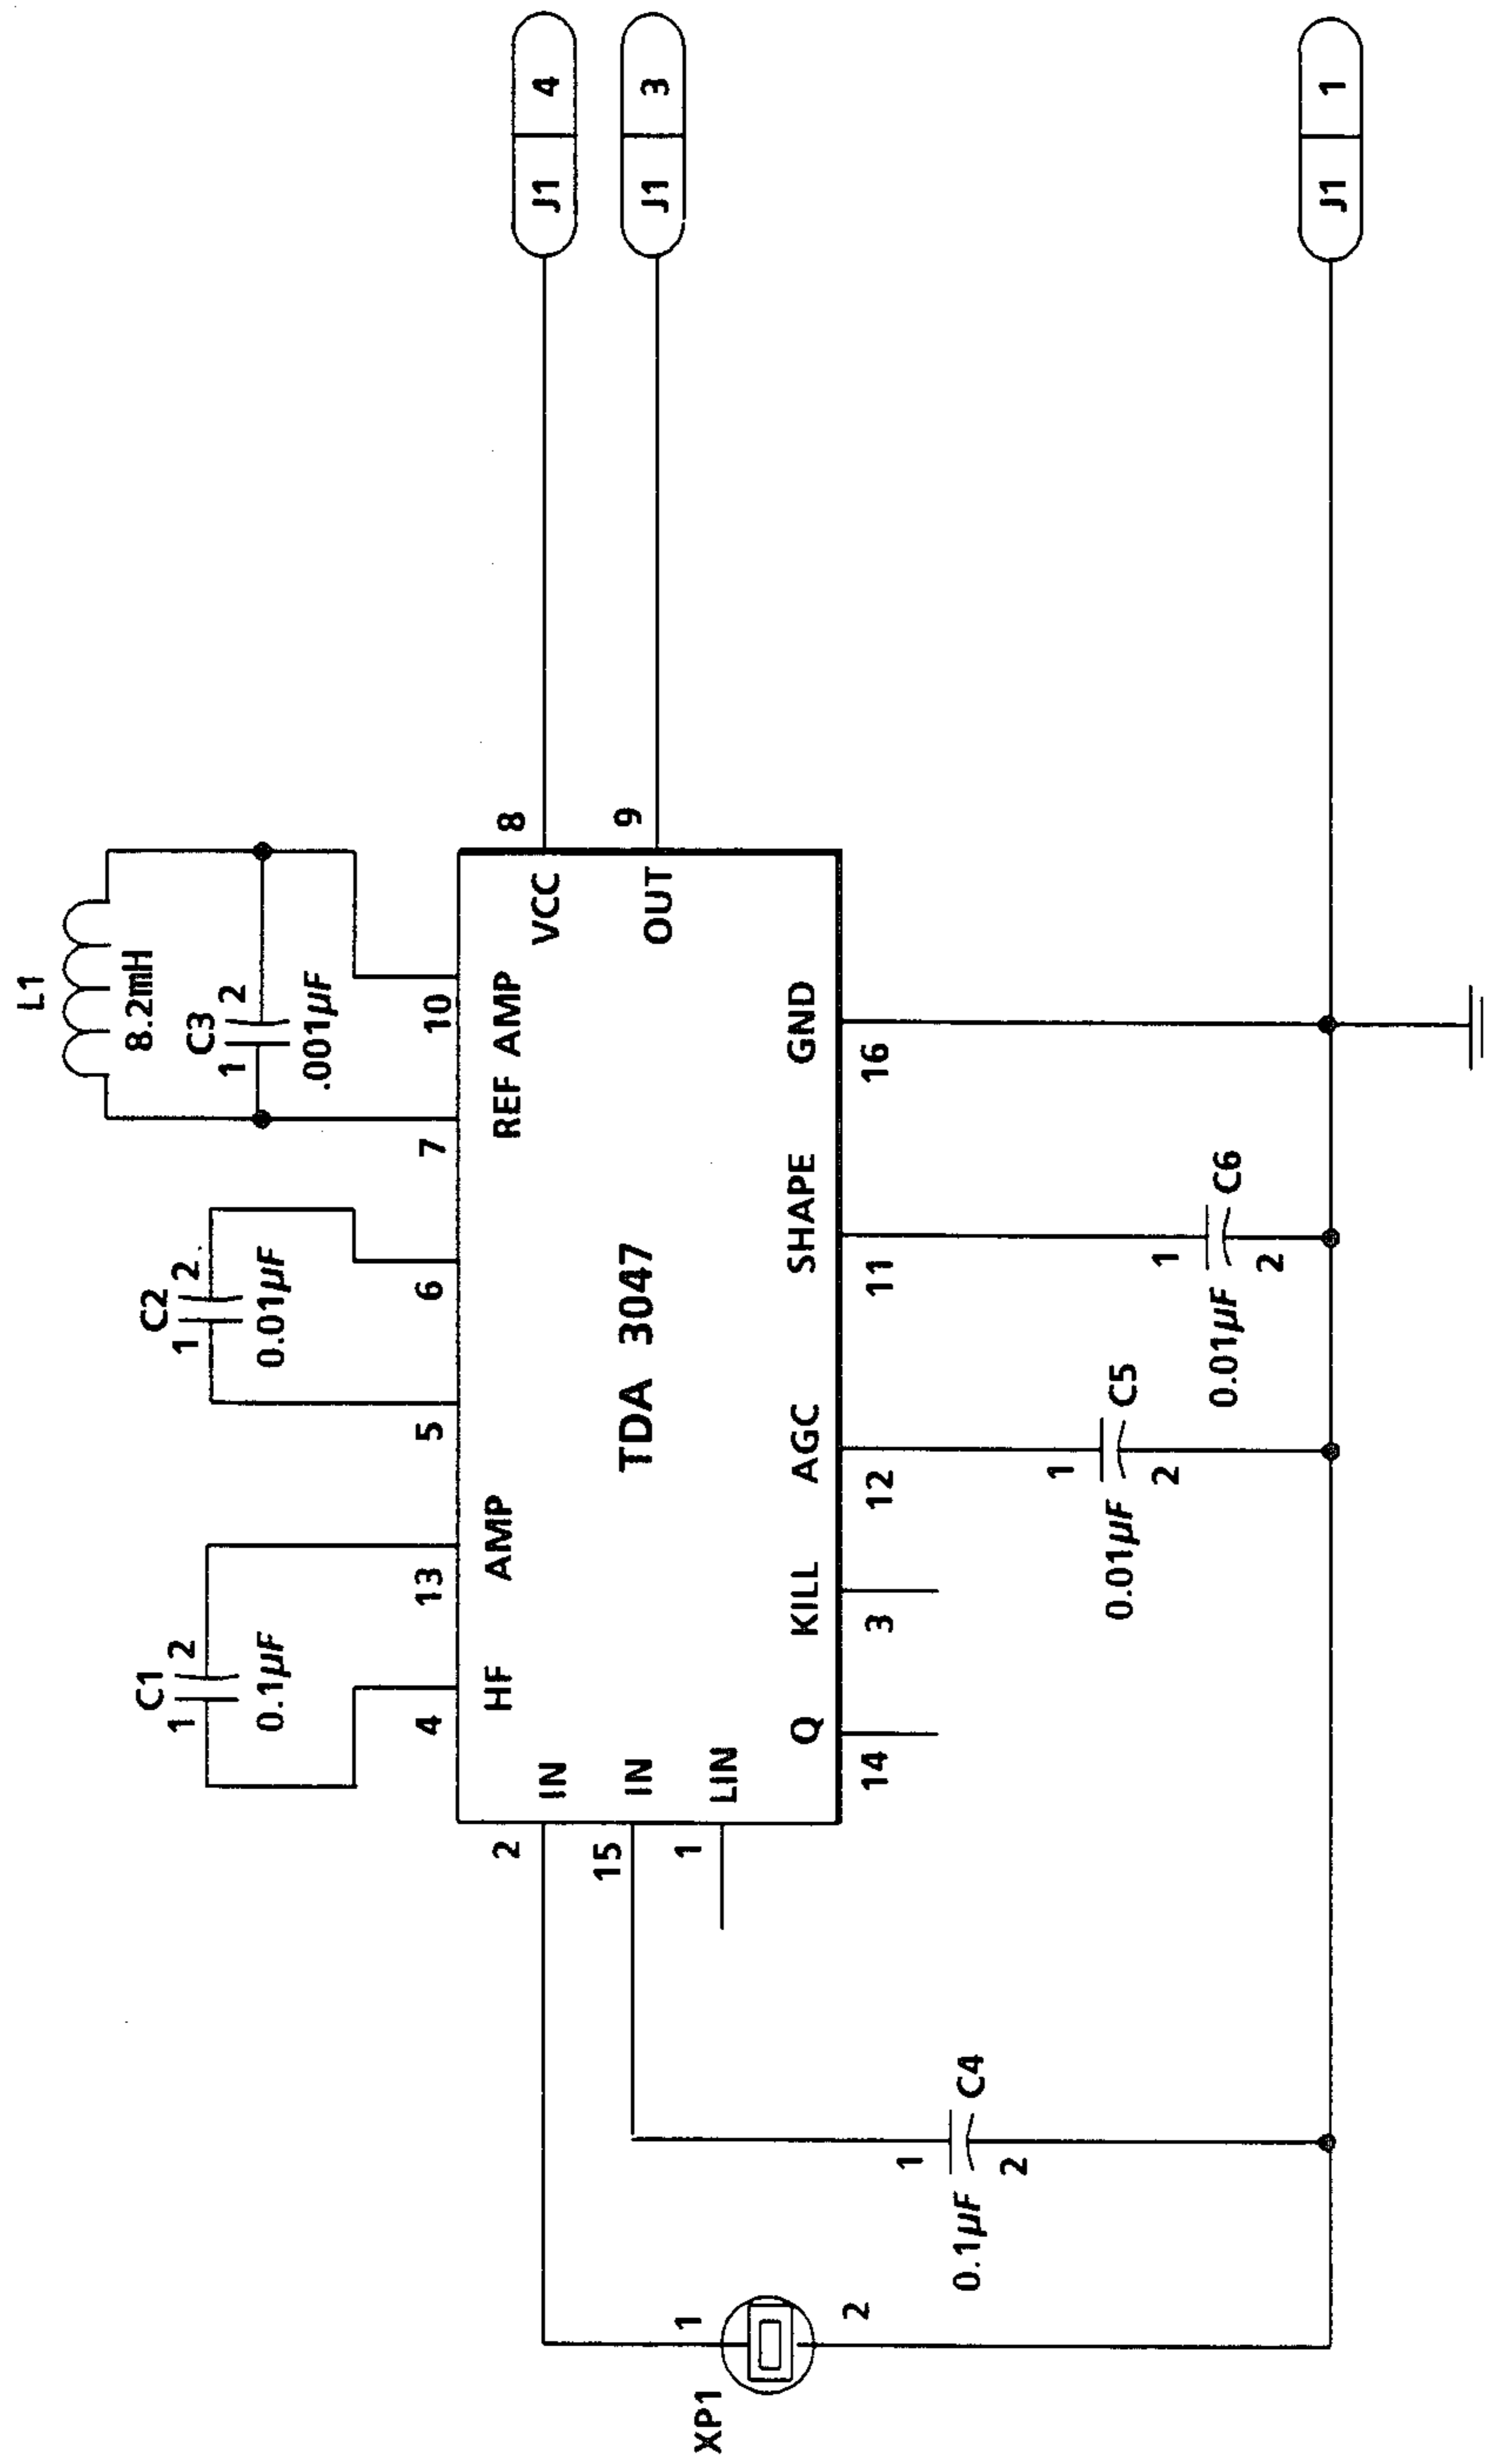 L1
8.2mH
C3
1 2
.001µF
C2
1 2
0.01µF
C1
1 2
0.1µF
4
13
5
6
7
10
HF
AMP
REF AMP
2
IN
15
IN
1
LIN
TDA 3047
VCC
8
OUT
9
J1 4
J1 3
Q
KILL
AGC
SHAPE
GND
14
3
12
11
16
XP1
1
2
1
C4
0.1µF
2
1
C5
0.01µF
2
1
C6
0.01µF
2
J1 1